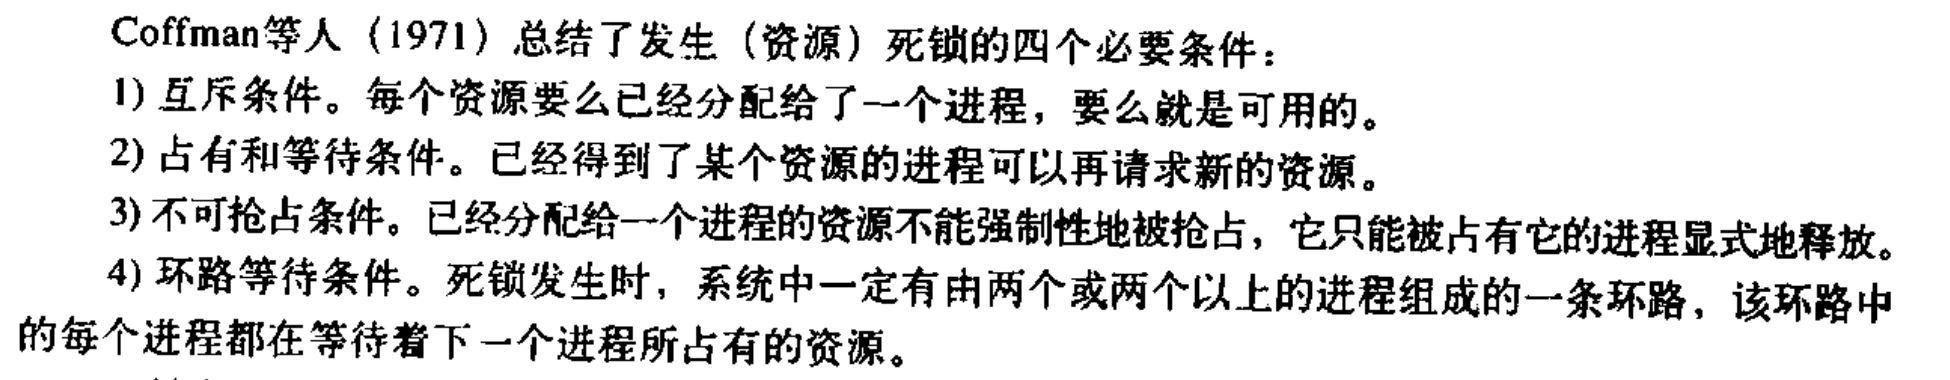 Coffman等人（1971）总结了发生（资源）死锁的四个必要条件：
1) 互斥条件。每个资源要么已经分配给了一个进程，要么就是可用的。
2) 占有和等待条件。已经得到了某个资源的进程可以再请求新的资源。
3) 不可抢占条件。已经分配给一个进程的资源不能强制性地被抢占，它只能被占有它的进程显式地释放。
4) 环路等待条件。死锁发生时，系统中一定有由两个或两个以上的进程组成的一条环路，该环路中
的每个进程都在等待着下一个进程所占有的资源。